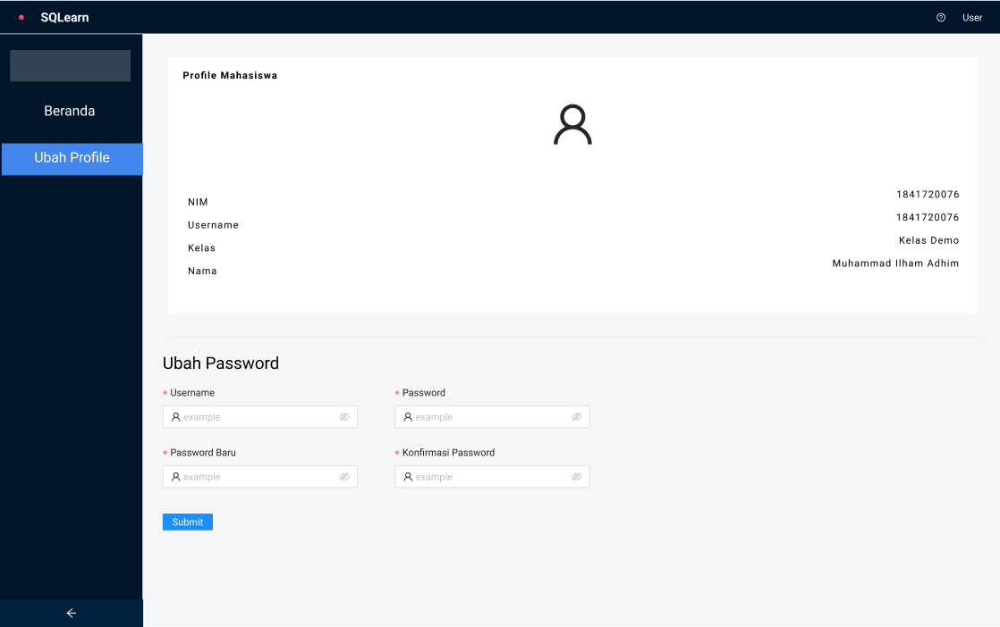 SQLearn
User
Beranda
Ubah Profile
Profile Mahasiswa
NIM
1841720076
Username
1841720076
Kelas
Kelas Demo
Nama
Muhammad Ilham Adhim
Ubah Password
* Username
* Password
example
example
* Password Baru
* Konfirmasi Password
example
example
Submit